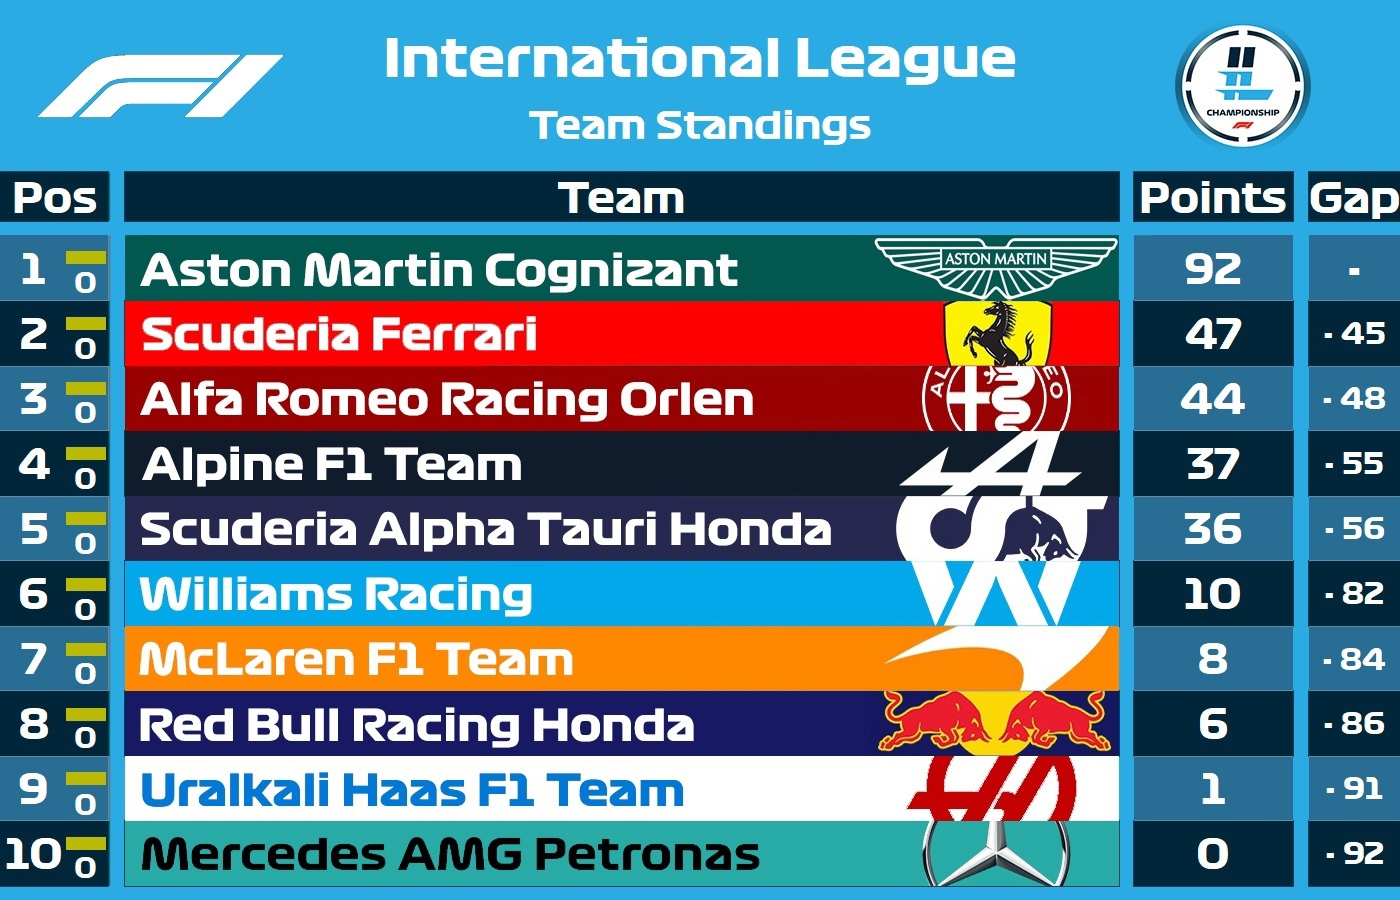 International League
Team Standings
CHAMPIONSHIP
Pos Team Points Gap
1 0 Aston Martin Cognizant ASTON MARTIN 92 -
2 0 Scuderia Ferrari 47 - 45
3 0 Alfa Romeo Racing Orlen 44 - 48
4 0 Alpine F1 Team 37 - 55
5 0 Scuderia Alpha Tauri Honda 36 - 56
6 0 Williams Racing 10 - 82
7 0 McLaren F1 Team 8 - 84
8 0 Red Bull Racing Honda 6 - 86
9 0 Uralkali Haas F1 Team 1 - 91
10 0 Mercedes AMG Petronas 0 - 92